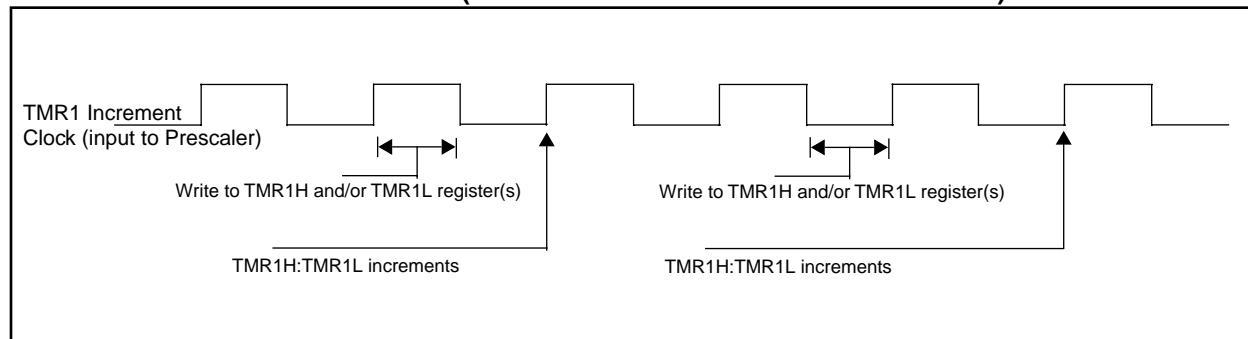 TMR1 Increment
Clock (input to Prescaler)
Write to TMR1H and/or TMR1L register(s)
Write to TMR1H and/or TMR1L register(s)
TMR1H:TMR1L increments
TMR1H:TMR1L increments